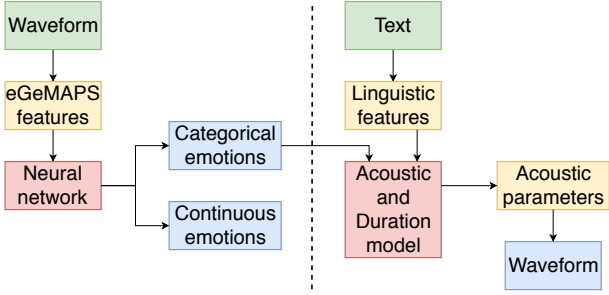 Waveform
eGeMAPS
features
Neural
network
Categorical
emotions
Continuous
emotions
Text
Linguistic
features
Acoustic
and
Duration
model
Acoustic
parameters
Waveform